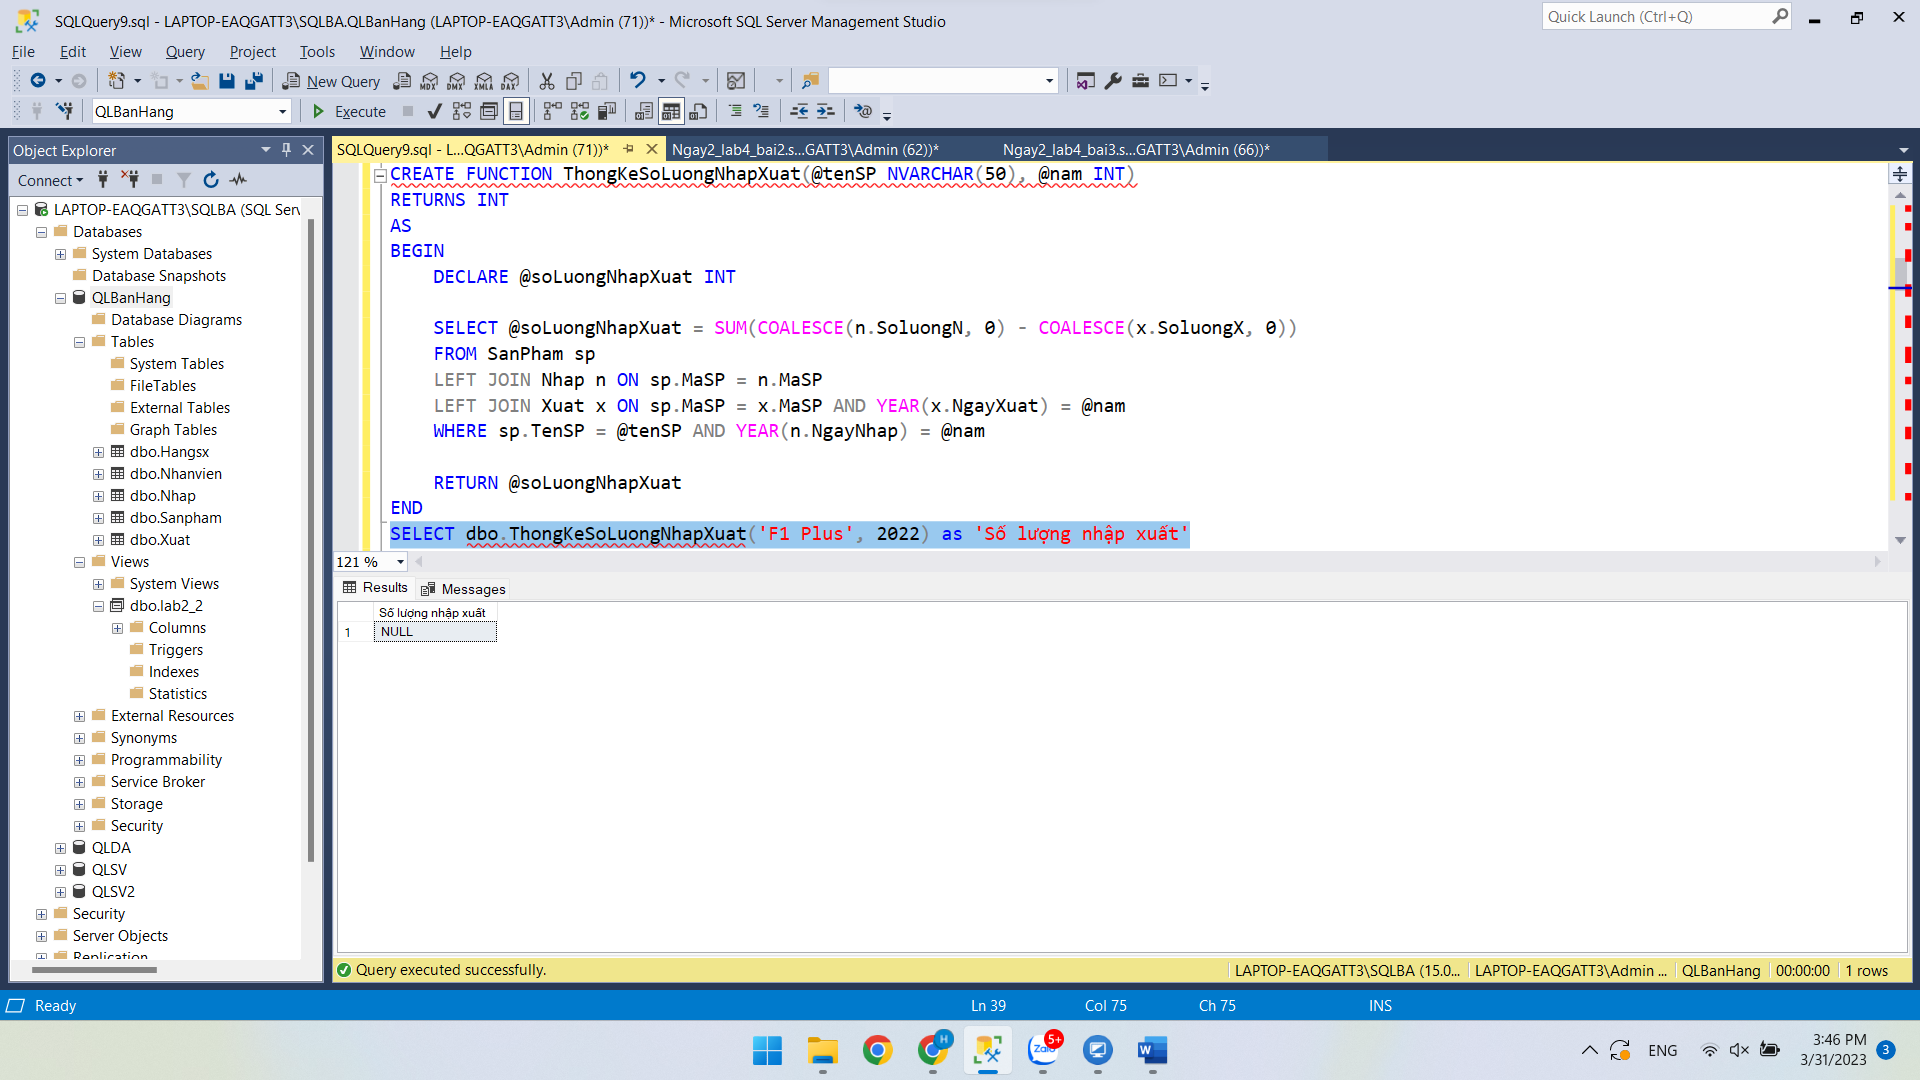 SQLQuery9.sql - LAPTOP-EAQGATT3\SQLBA.QLBanHang (LAPTOP-EAQGATT3\Admin (71))* - Microsoft SQL Server Management Studio
Quick Launch (Ctrl+Q)
File Edit View Query Project Tools Window Help
New Query MDX DMX XMLA DAX
QLBanHang Execute
Object Explorer
SQLQuery9.sql - L...QGATT3\Admin (71))* Ngay2_lab4_bai2.s...GATT3\Admin (62))* Ngay2_lab4_bai3.s...GATT3\Admin (66))*
Connect
LAPTOP-EAQGATT3\SQLBA (SQL Serv
Databases
System Databases
Database Snapshots
QLBanHang
Database Diagrams
Tables
System Tables
FileTables
External Tables
Graph Tables
dbo.Hangsx
dbo.Nhanvien
dbo.Nhap
dbo.Sanpham
dbo.Xuat
Views
System Views
dbo.lab2_2
Columns
Triggers
Indexes
Statistics
External Resources
Synonyms
Programmability
Service Broker
Storage
Security
QLDA
QLSV
QLSV2
Security
Server Objects
Replication
CREATE FUNCTION ThongKeSoLuongNhapXuat(@tenSP NVARCHAR(50), @nam INT)
RETURNS INT
AS
BEGIN
DECLARE @soLuongNhapXuat INT
SELECT @soLuongNhapXuat = SUM(COALESCE(n.SoluongN, 0) - COALESCE(x.SoluongX, 0))
FROM SanPham sp
LEFT JOIN Nhap n ON sp.MaSP = n.MaSP
LEFT JOIN Xuat x ON sp.MaSP = x.MaSP AND YEAR(x.NgayXuat) = @nam
WHERE sp.TenSP = @tenSP AND YEAR(n.NgayNhap) = @nam
RETURN @soLuongNhapXuat
END
SELECT dbo.ThongKeSoLuongNhapXuat('F1 Plus', 2022) as 'Số lượng nhập xuất'
121 %
Results Messages
Số lượng nhập xuất
1 NULL
Query executed successfully.
LAPTOP-EAQGATT3\SQLBA (15.0... LAPTOP-EAQGATT3\Admin ... QLBanHang 00:00:00 1 rows
Ready Ln 39 Col 75 Ch 75 INS
H
Zalo 5+
W
ENG
3:46 PM
3/31/2023
3